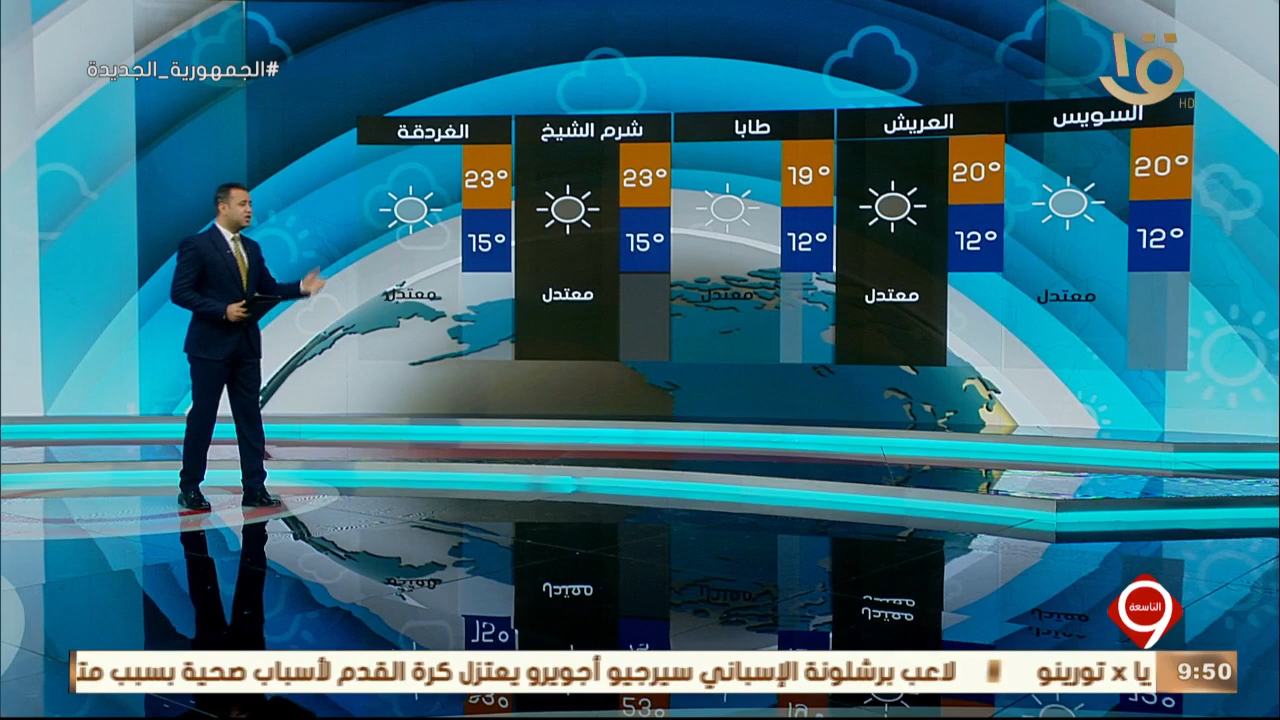 #الجمهورية_الجديدة
HD
السويس
20°
12°
معتدل
العريش
20°
12°
معتدل
طابا
19°
12°
معتدل
شرم الشيخ
23°
15°
معتدل
الغردقة
23°
15°
معتدل
التاسعة
9
9:50
يا x تورينو
لاعب برشلونة الإسباني سيرجيو أجويرو يعتزل كرة القدم لأسباب صحية بسبب مت